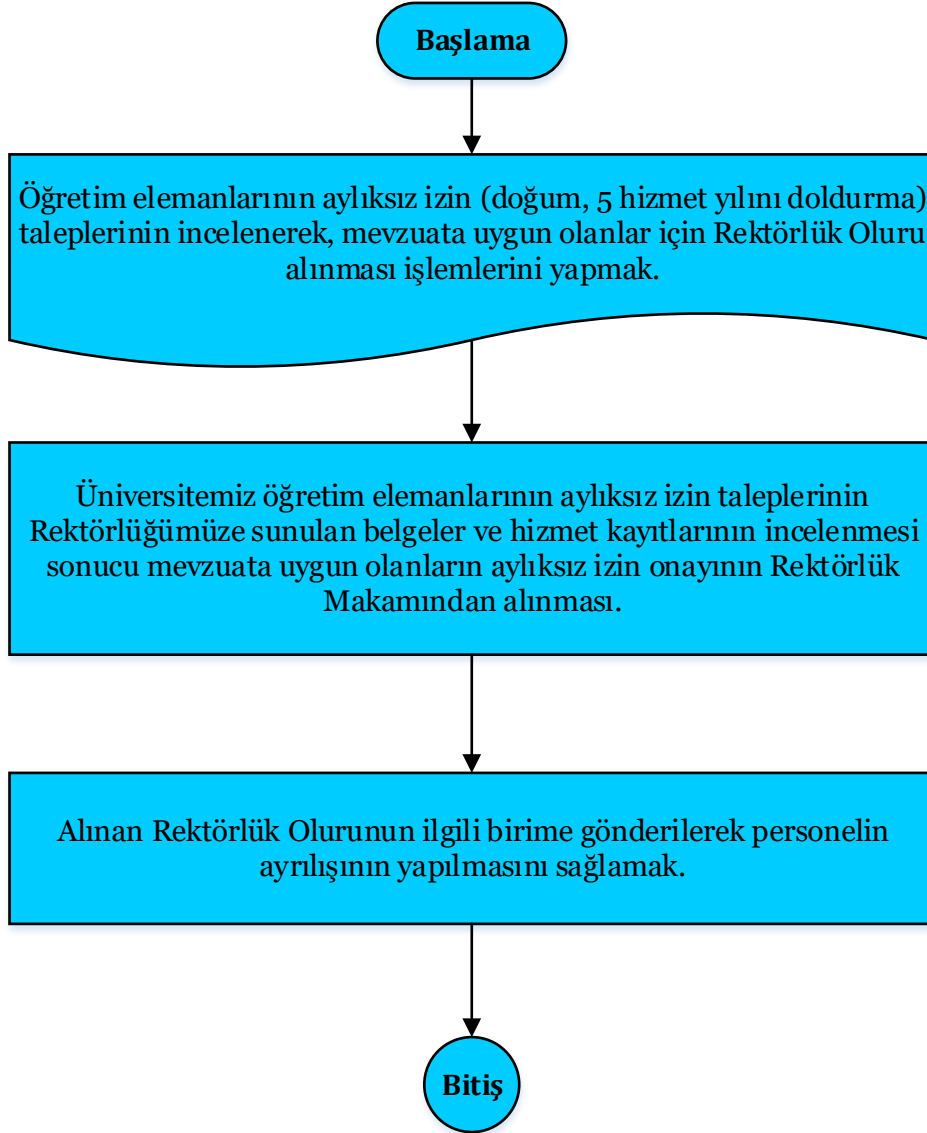 Başlama
Öğretim elemanlarının aylıksız izin (doğum, 5 hizmet yılını doldurma)
taleplerinin incelenerek, mevzuata uygun olanlar için Rektörlük Oluru
alınması işlemlerini yapmak.
Üniversitemiz öğretim elemanlarının aylıksız izin taleplerinin
Rektörlüğümüze sunulan belgeler ve hizmet kayıtlarının incelenmesi
sonucu mevzuata uygun olanların aylıksız izin onayının Rektörlük
Makamından alınması.
Alınan Rektörlük Olurunun ilgili birime gönderilerek personelin
ayrılışının yapılmasını sağlamak.
Bitiş